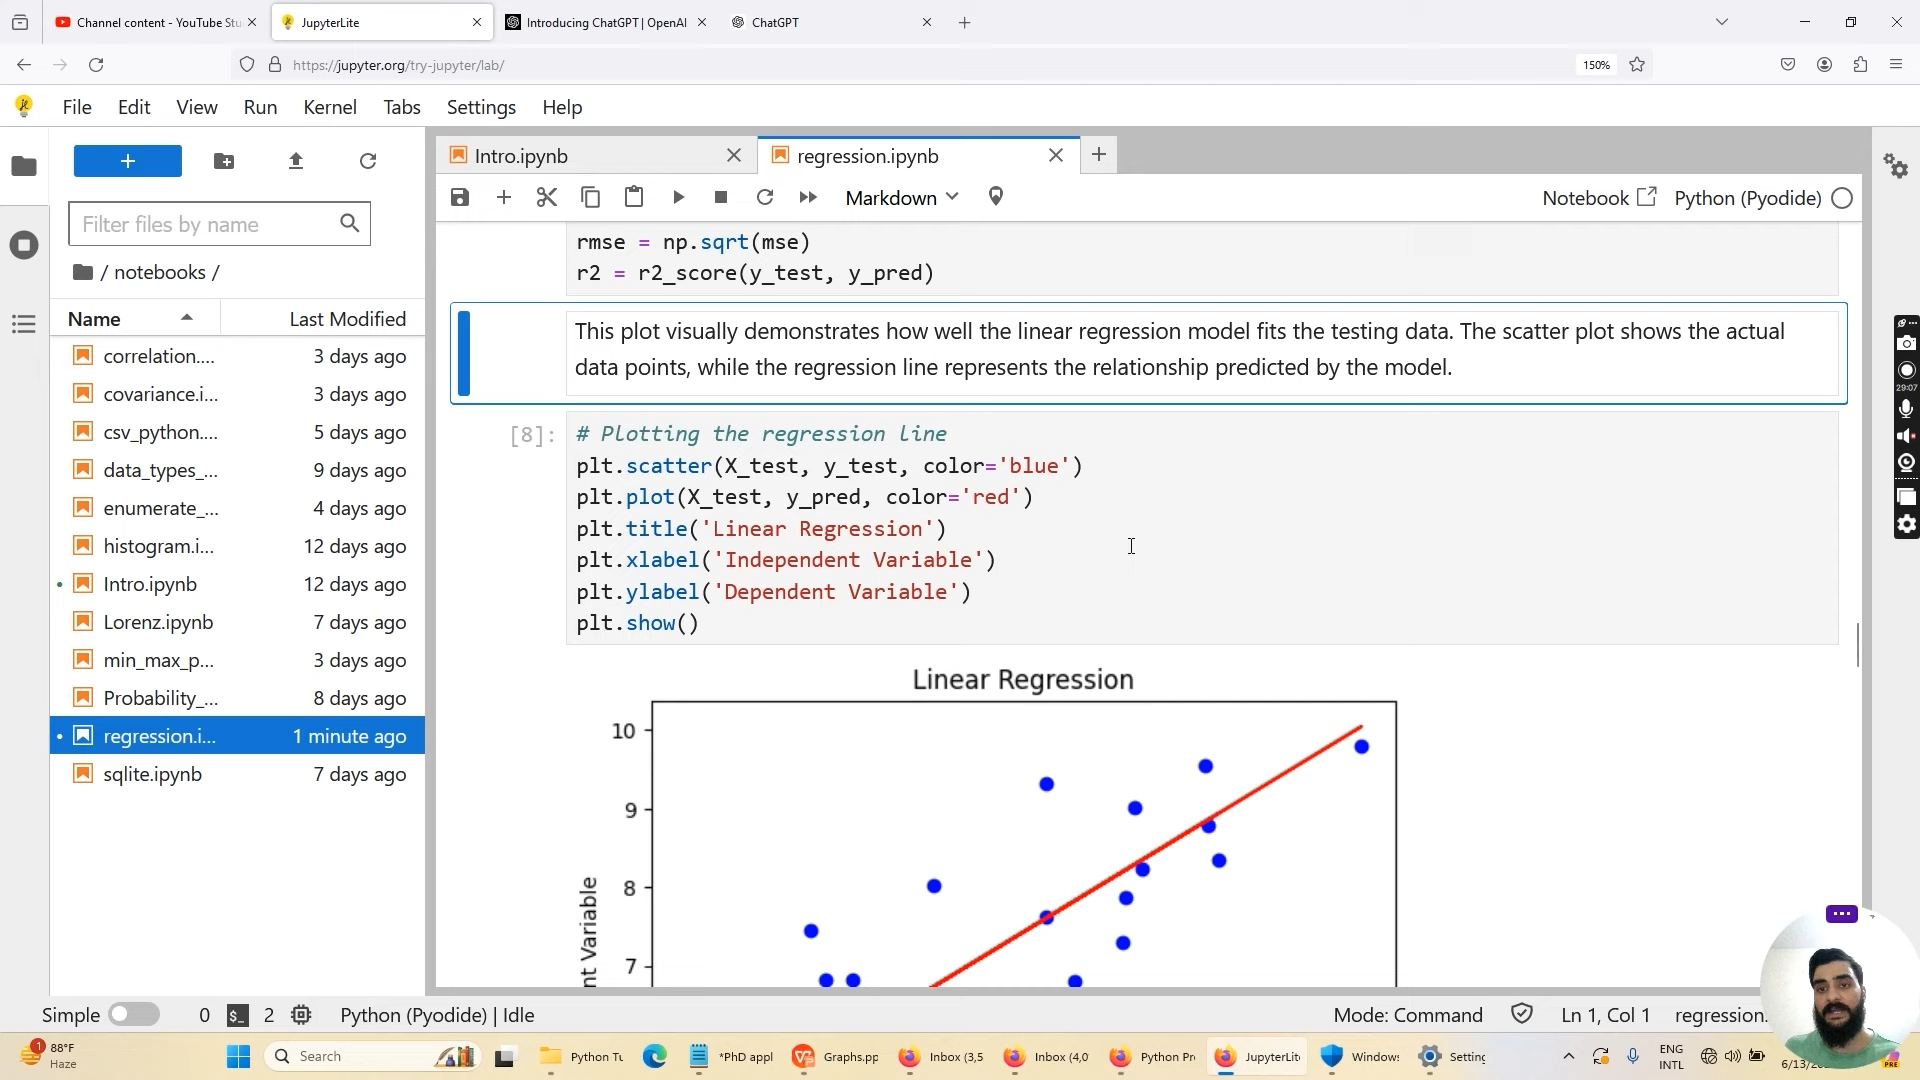 Channel content - YouTube Stu
JupyterLite
Introducing ChatGPT | OpenAI
ChatGPT
https://jupyter.org/try-jupyter/lab/
150%
File Edit View Run Kernel Tabs Settings Help
Intro.ipynb
regression.ipynb
Markdown
Notebook
Python (Pyodide)
Filter files by name
/ notebooks /
Name Last Modified
correlation.... 3 days ago
covariance.i... 3 days ago
csv_python.... 5 days ago
data_types_... 9 days ago
enumerate_... 4 days ago
histogram.i... 12 days ago
Intro.ipynb 12 days ago
Lorenz.ipynb 7 days ago
min_max_p... 3 days ago
Probability_... 8 days ago
regression.i... 1 minute ago
sqlite.ipynb 7 days ago
rmse = np.sqrt(mse)
r2 = r2_score(y_test, y_pred)
This plot visually demonstrates how well the linear regression model fits the testing data. The scatter plot shows the actual
data points, while the regression line represents the relationship predicted by the model.
[8]:
# Plotting the regression line
plt.scatter(X_test, y_test, color='blue')
plt.plot(X_test, y_pred, color='red')
plt.title('Linear Regression')
plt.xlabel('Independent Variable')
plt.ylabel('Dependent Variable')
plt.show()
Linear Regression
10
9
8
7
nt Variable
29:07
Simple 0 2 Python (Pyodide) | Idle
Mode: Command Ln 1, Col 1 regression.
1
88°F
Haze
Search
Python Tu
*PhD appl
Graphs.pp
Inbox (3,5
Inbox (4,0
Python Pr
JupyterLite
Windows
Setting
ENG
INTL
PRE